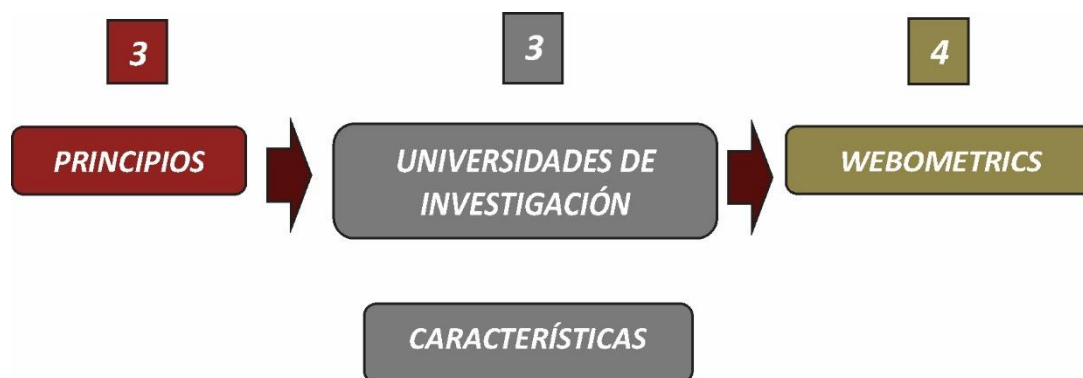 3
3
4
PRINCIPIOS
UNIVERSIDADES DE
INVESTIGACIÓN
WEBOMETRICS
CARACTERÍSTICAS